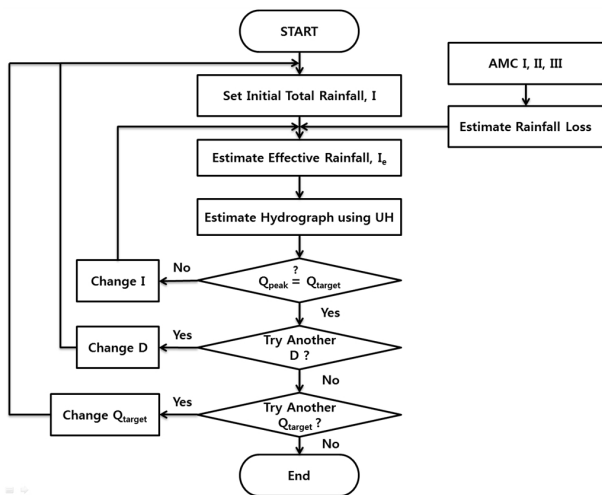 START
Set Initial Total Rainfall, I
AMC I, II, III
Estimate Rainfall Loss
Estimate Effective Rainfall, Ie
Estimate Hydrograph using UH
?
Qpeak = Qtarget
No
Change I
Yes
Try Another
D ?
Yes
Change D
No
Try Another
Qtarget ?
Yes
Change Qtarget
No
End